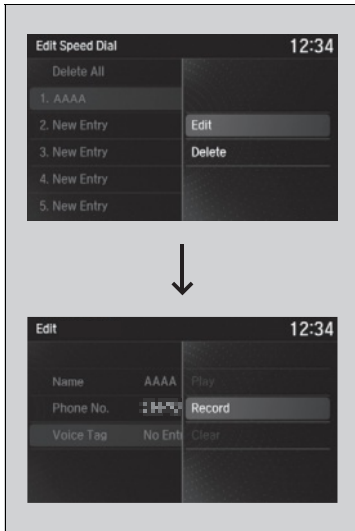 Edit Speed Dial 12:34
Delete All
1. AAAA
2. New Entry Edit
3. New Entry Delete
4. New Entry
5. New Entry
Edit 12:34
Name AAAA Play
Phone No. Record
Voice Tag No Ent Clear